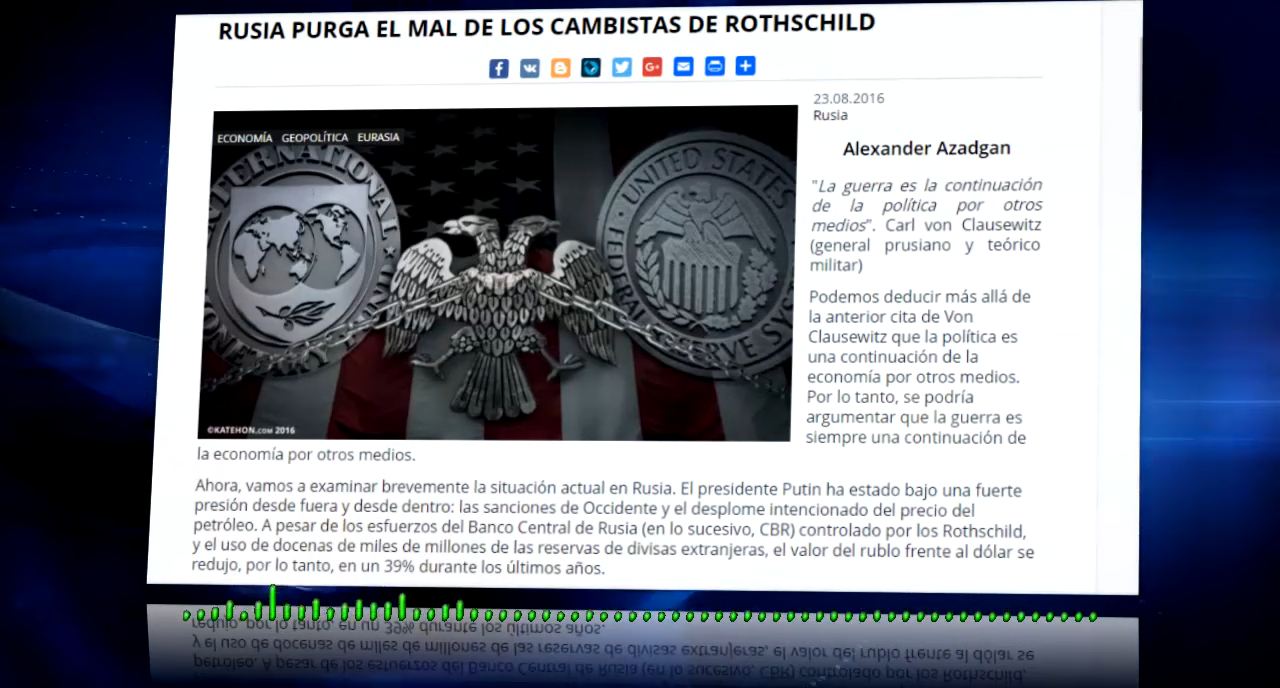 RUSIA PURGA EL MAL DE LOS CAMBISTAS DE ROTHSCHILD
23.08.2016
Rusia
ECONOMÍA GEOPOLÍTICA EURASIA
INTERNATIONAL
MONETARY FUND
UNITED STATES
FEDERAL RESERVE SYSTEM
©KATEHON.COM 2016
Alexander Azadgan
"La guerra es la continuación
de la política por otros
medios". Carl von Clausewitz
(general prusiano y teórico
militar)
Podemos deducir más allá de
la anterior cita de Von
Clausewitz que la política es
una continuación de la
economía por otros medios.
Por lo tanto, se podría
argumentar que la guerra es
siempre una continuación de
la economía por otros medios.
Ahora, vamos a examinar brevemente la situación actual en Rusia. El presidente Putin ha estado bajo una fuerte
presión desde fuera y desde dentro: las sanciones de Occidente y el desplome intencionado del precio del
petróleo. A pesar de los esfuerzos del Banco Central de Rusia (en lo sucesivo, CBR) controlado por los Rothschild,
y el uso de docenas de miles de millones de las reservas de divisas extranjeras, el valor del rublo frente al dólar se
redujo, por lo tanto, en un 39% durante los últimos años.